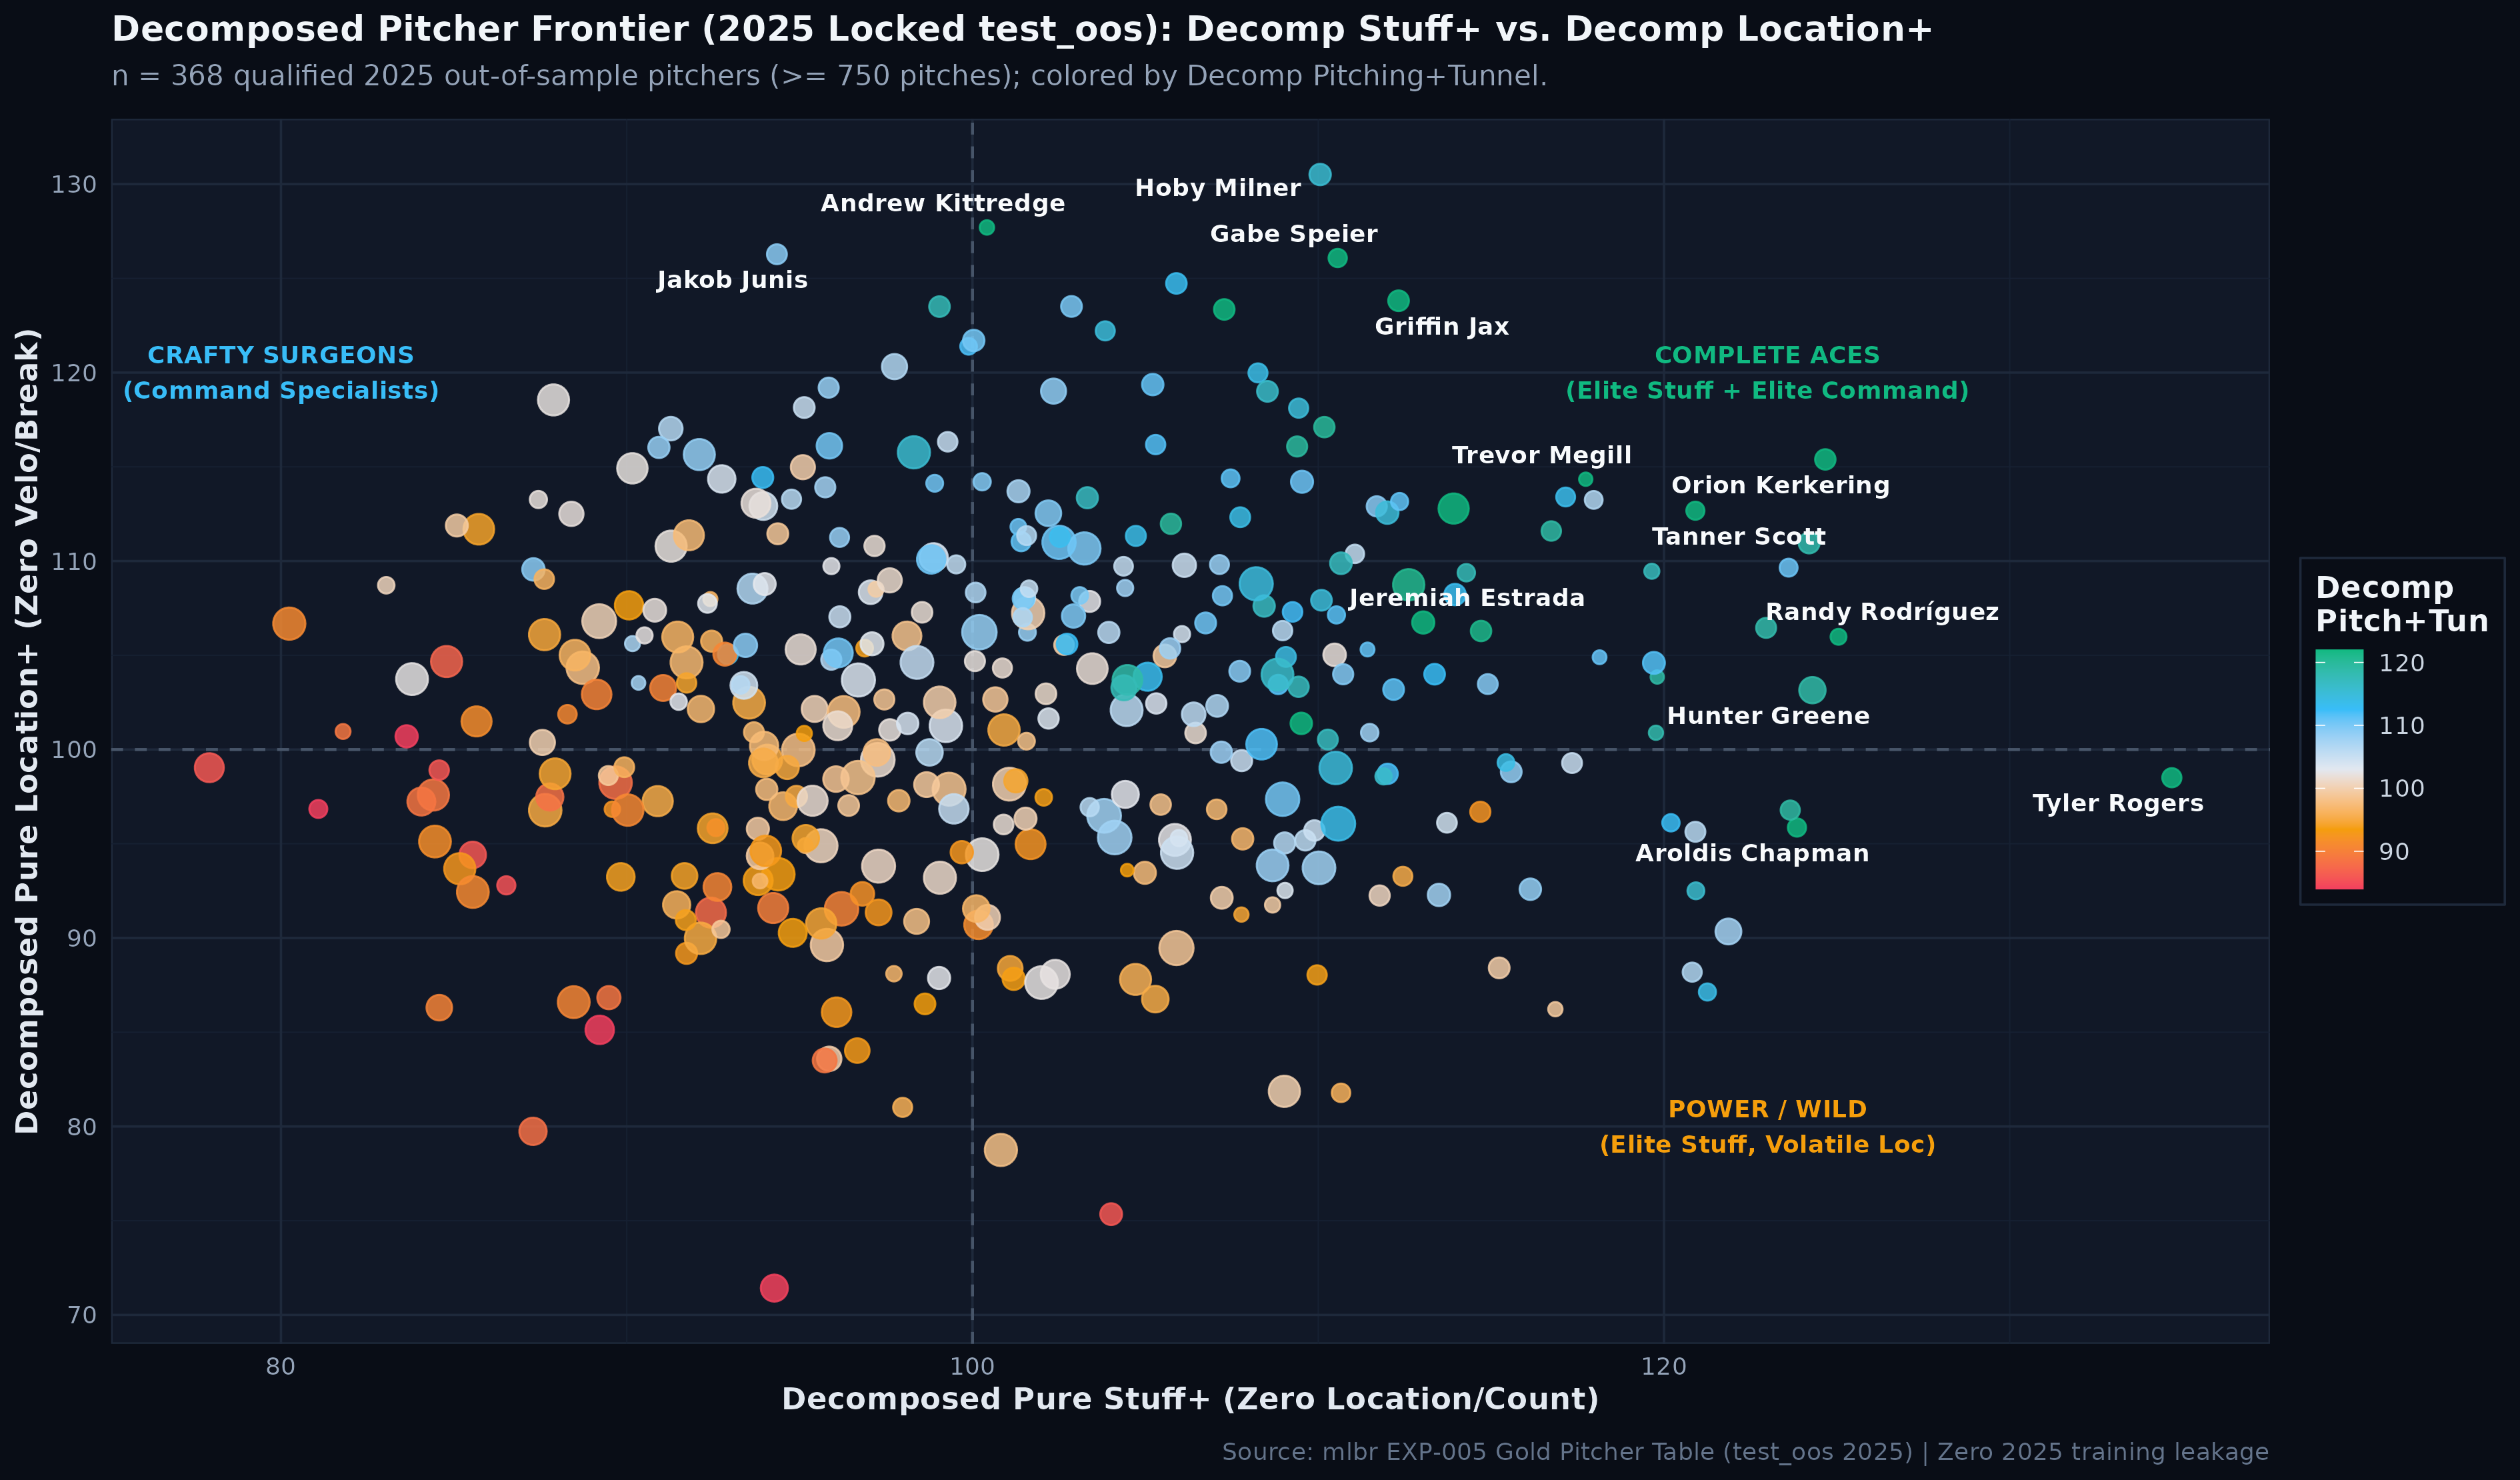 Decomposed Pitcher Frontier (2025 Locked test_oos): Decomp Stuff+ vs. Decomp Location+
n = 368 qualified 2025 out-of-sample pitchers (>= 750 pitches); colored by Decomp Pitching+Tunnel.
Decomposed Pure Location+ (Zero Velo/Break)
130
120
110
100
90
80
70
Hoby Milner
Andrew Kittredge
Gabe Speier
Jakob Junis
Griffin Jax
CRAFTY SURGEONS
(Command Specialists)
COMPLETE ACES
(Elite Stuff + Elite Command)
Trevor Megill
Orion Kerkering
Tanner Scott
Jeremiah Estrada
Randy Rodríguez
Hunter Greene
Tyler Rogers
Aroldis Chapman
POWER / WILD
(Elite Stuff, Volatile Loc)
Decomp
Pitch+Tun
120
110
100
90
80
100
120
Decomposed Pure Stuff+ (Zero Location/Count)
Source: mlbr EXP-005 Gold Pitcher Table (test_oos 2025) | Zero 2025 training leakage